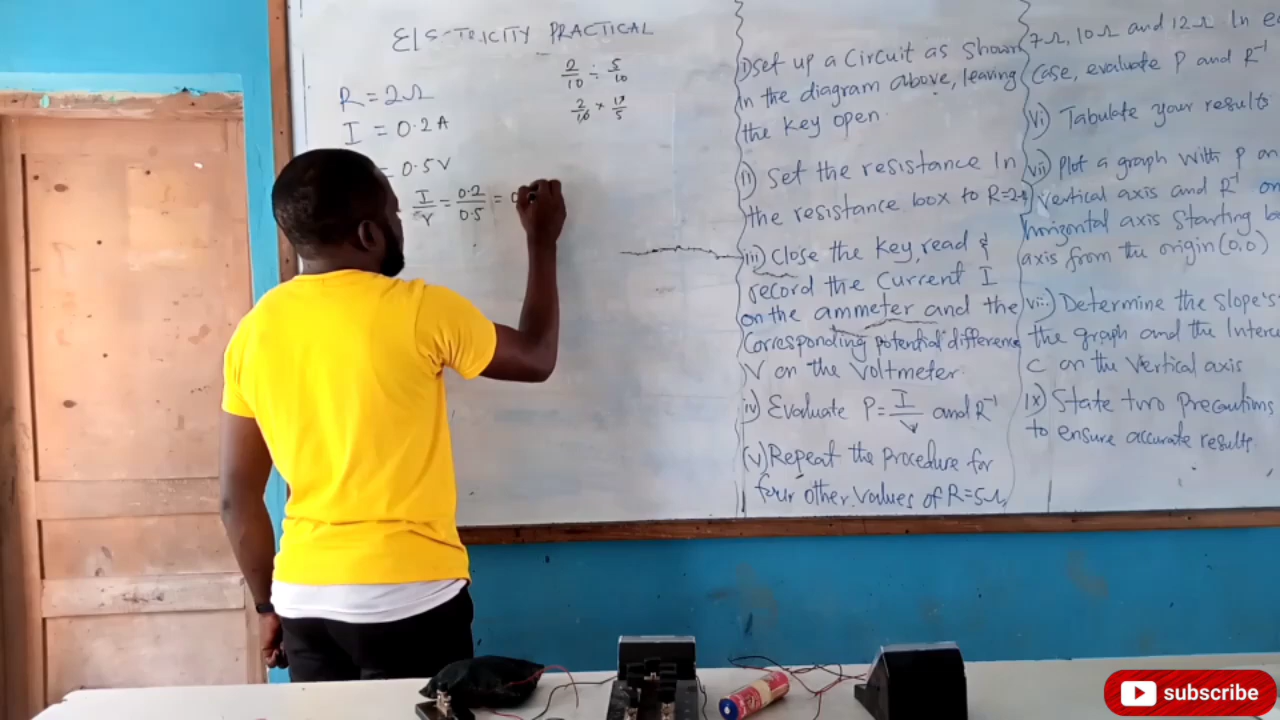 ELECTRICITY PRACTICAL
R = 2Ω
I = 0.2A
= 0.5V
I/V = 0.2/0.5 = 0
2/10 ÷ 5/10
2/10 × 10/5
i) Set up a circuit as shown
in the diagram above, leaving
the key open.
ii) Set the resistance in
the resistance box to R=2Ω
iii) Close the key, read &
record the current I
on the ammeter and the
corresponding potential difference
V on the voltmeter.
iv) Evaluate P = I/V and R⁻¹
v) Repeat the procedure for
four other values of R=5Ω,
7Ω, 10Ω and 12Ω. In
case, evaluate P and R⁻¹
vi) Tabulate your results
vii) Plot a graph with P on
vertical axis and R⁻¹ on
horizontal axis starting
axis from the origin (0,0)
viii) Determine the slope s
the graph and the
C on the vertical axis
ix) State two precautions
to ensure accurate results
subscribe